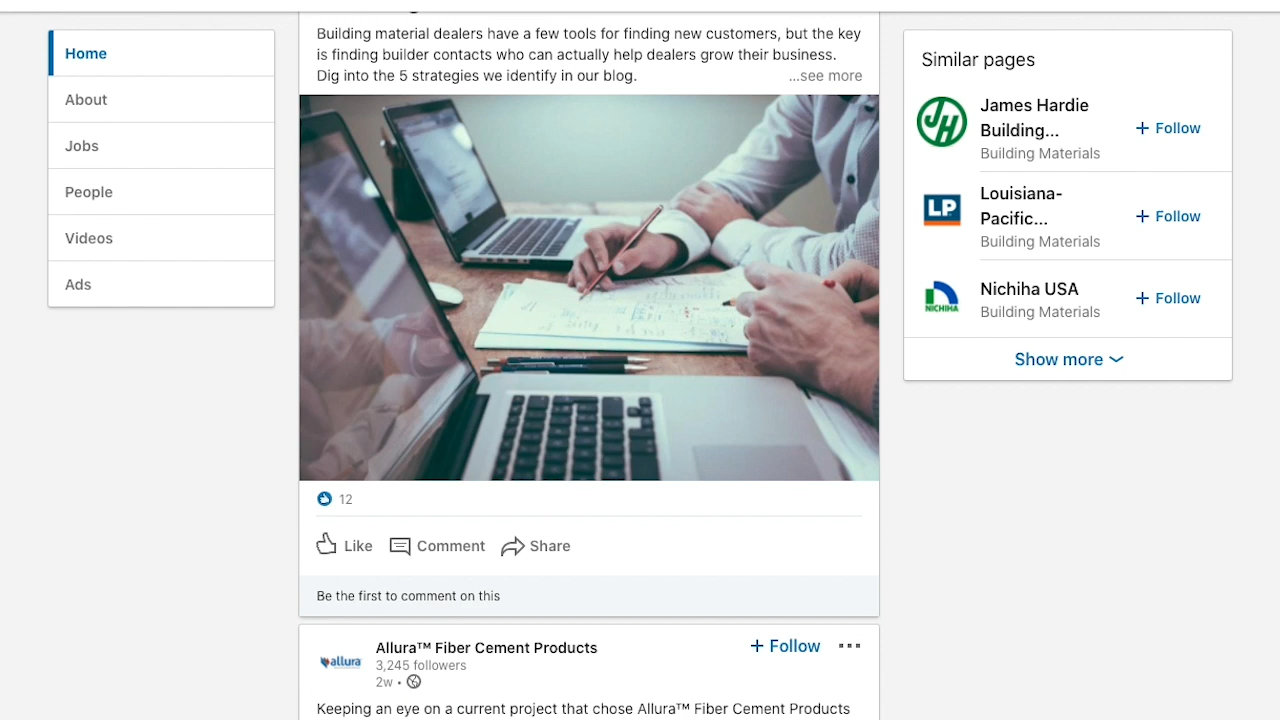 Home
About
Jobs
People
Videos
Ads
Building material dealers have a few tools for finding new customers, but the key
is finding builder contacts who can actually help dealers grow their business.
Dig into the 5 strategies we identify in our blog.
...see more
12
Like
Comment
Share
Be the first to comment on this
allura
Allura™ Fiber Cement Products
3,245 followers
2w •
+ Follow
Keeping an eye on a current project that chose Allura™ Fiber Cement Products
Similar pages
JH
James Hardie
Building...
Building Materials
+ Follow
LP
Louisiana-
Pacific...
Building Materials
+ Follow
NICHIHA
Nichiha USA
Building Materials
+ Follow
Show more